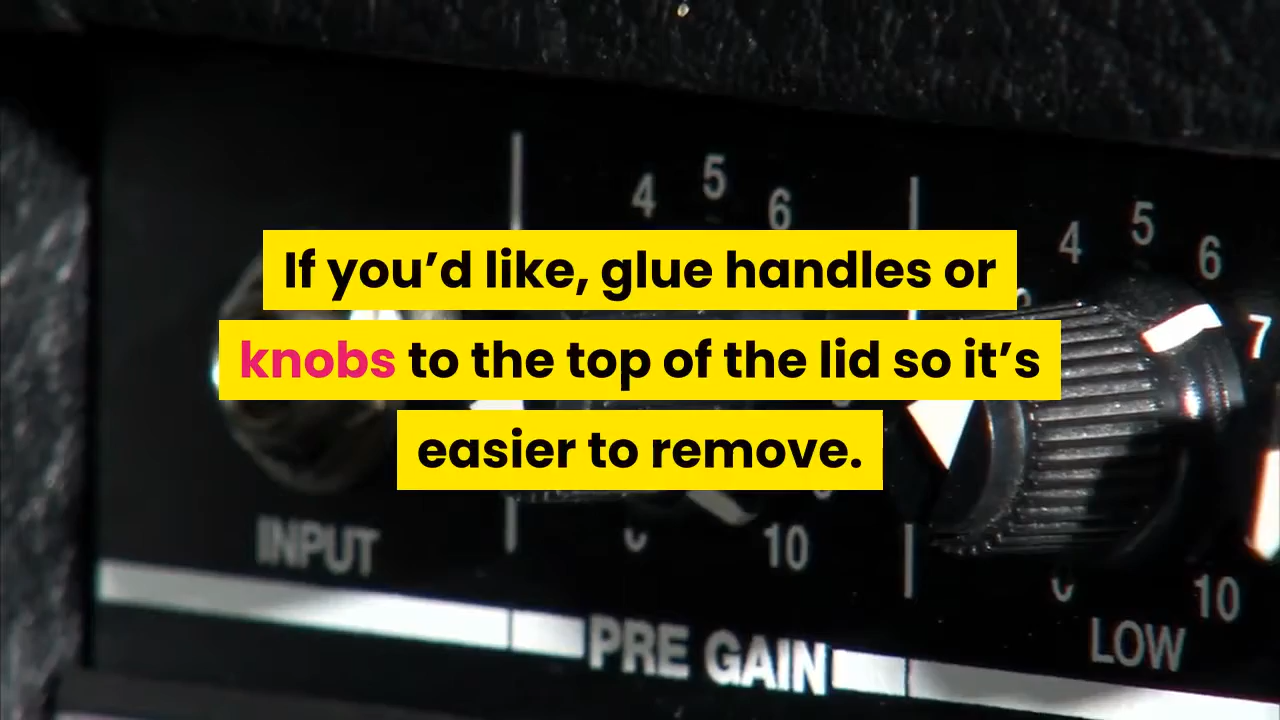 4 5 6
4 5 6
7
If you’d like, glue handles or
knobs to the top of the lid so it’s
easier to remove.
10
10
INPUT
PRE GAIN
LOW